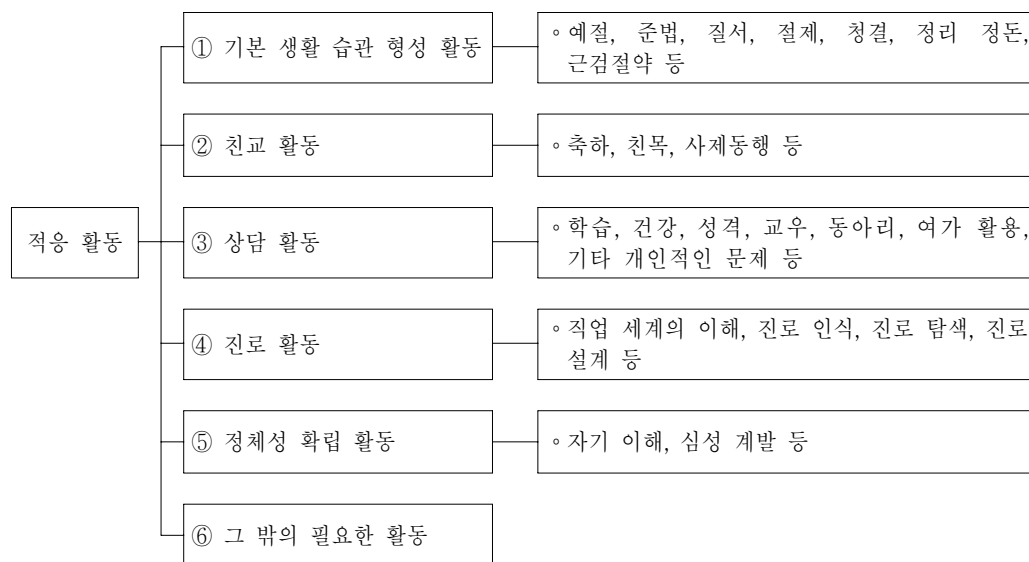 적응 활동
① 기본 생활 습관 형성 활동
◦예절, 준법, 질서, 절제, 청결, 정리 정돈,
근검절약 등
② 친교 활동
◦축하, 친목, 사제동행 등
③ 상담 활동
◦학습, 건강, 성격, 교우, 동아리, 여가 활용,
기타 개인적인 문제 등
④ 진로 활동
◦직업 세계의 이해, 진로 인식, 진로 탐색, 진로
설계 등
⑤ 정체성 확립 활동
◦자기 이해, 심성 계발 등
⑥ 그 밖의 필요한 활동